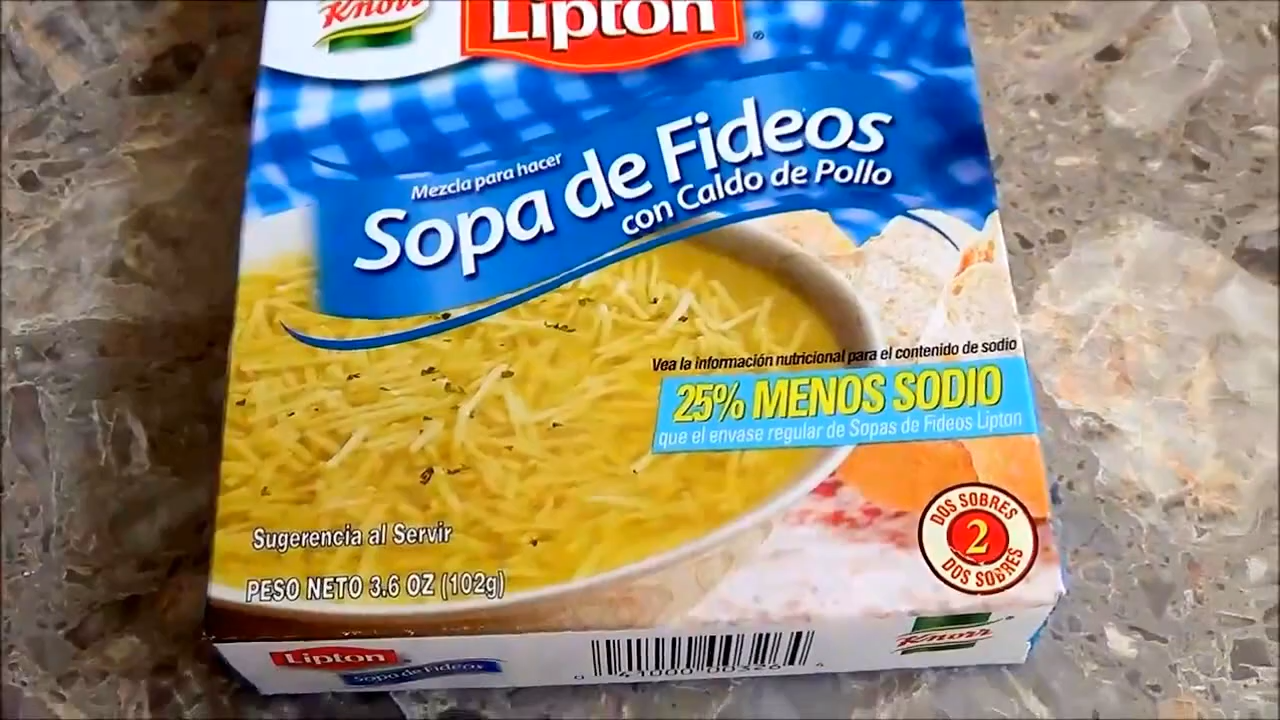 Knorr
Lipton
®
Mezcla para hacer
Sopa de Fideos
con Caldo de Pollo
Vea la información nutricional para el contenido de sodio
25% MENOS SODIO
que el envase regular de Sopas de Fideos Lipton
DOS SOBRES
2
DOS SOBRES
Sugerencia al Servir
PESO NETO 3.6 OZ (102g)
Lipton
Sopa de Fideos
Knorr
®